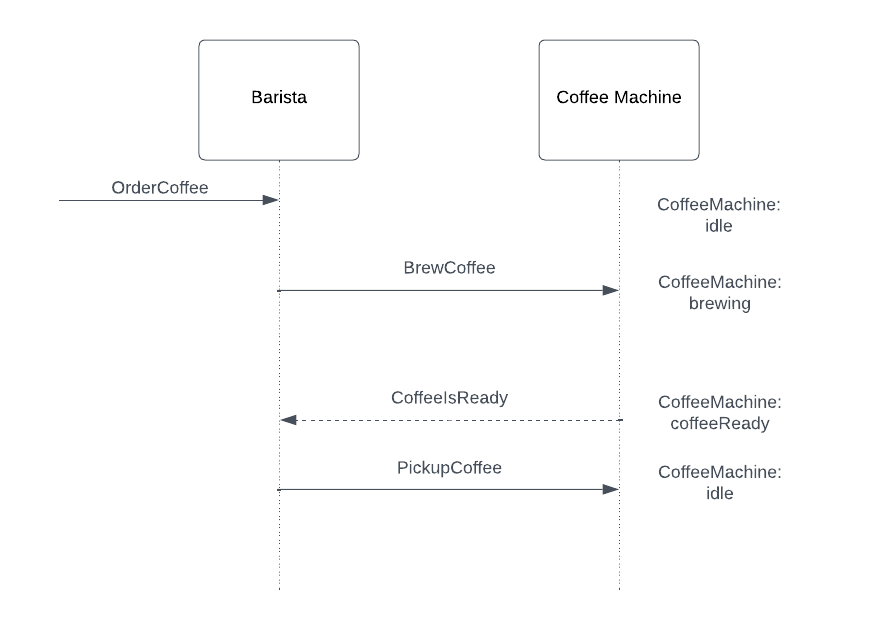 Barista
Coffee Machine
OrderCoffee
CoffeeMachine:
idle
BrewCoffee
CoffeeMachine:
brewing
CoffeeIsReady
CoffeeMachine:
coffeeReady
PickupCoffee
CoffeeMachine:
idle